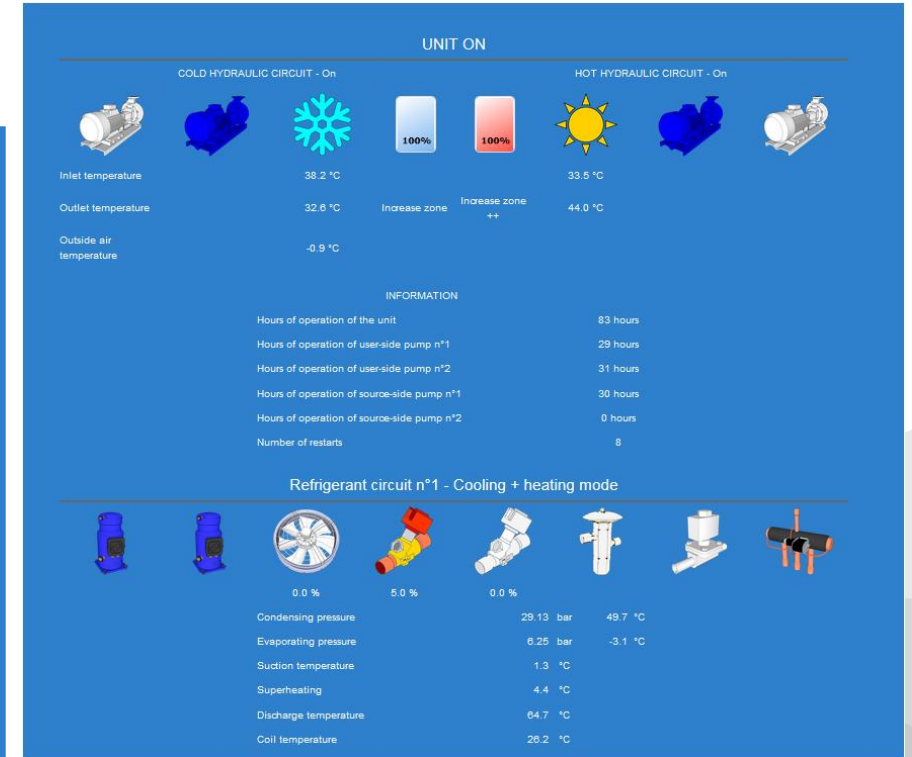 UNIT ON
COLD HYDRAULIC CIRCUIT - On
HOT HYDRAULIC CIRCUIT - On
100%
100%
Inlet temperature 38.2 °C 33.5 °C
Outlet temperature 32.6 °C Increase zone Increase zone ++ 44.0 °C
Outside air temperature -0.9 °C
INFORMATION
Hours of operation of the unit 83 hours
Hours of operation of user-side pump n°1 29 hours
Hours of operation of user-side pump n°2 31 hours
Hours of operation of source-side pump n°1 30 hours
Hours of operation of source-side pump n°2 0 hours
Number of restarts 8
Refrigerant circuit n°1 - Cooling + heating mode
0.0 % 5.0 % 0.0 %
Condensing pressure 29.13 bar 49.7 °C
Evaporating pressure 6.25 bar -3.1 °C
Suction temperature 1.3 °C
Superheating 4.4 °C
Discharge temperature 64.7 °C
Coil temperature 26.2 °C